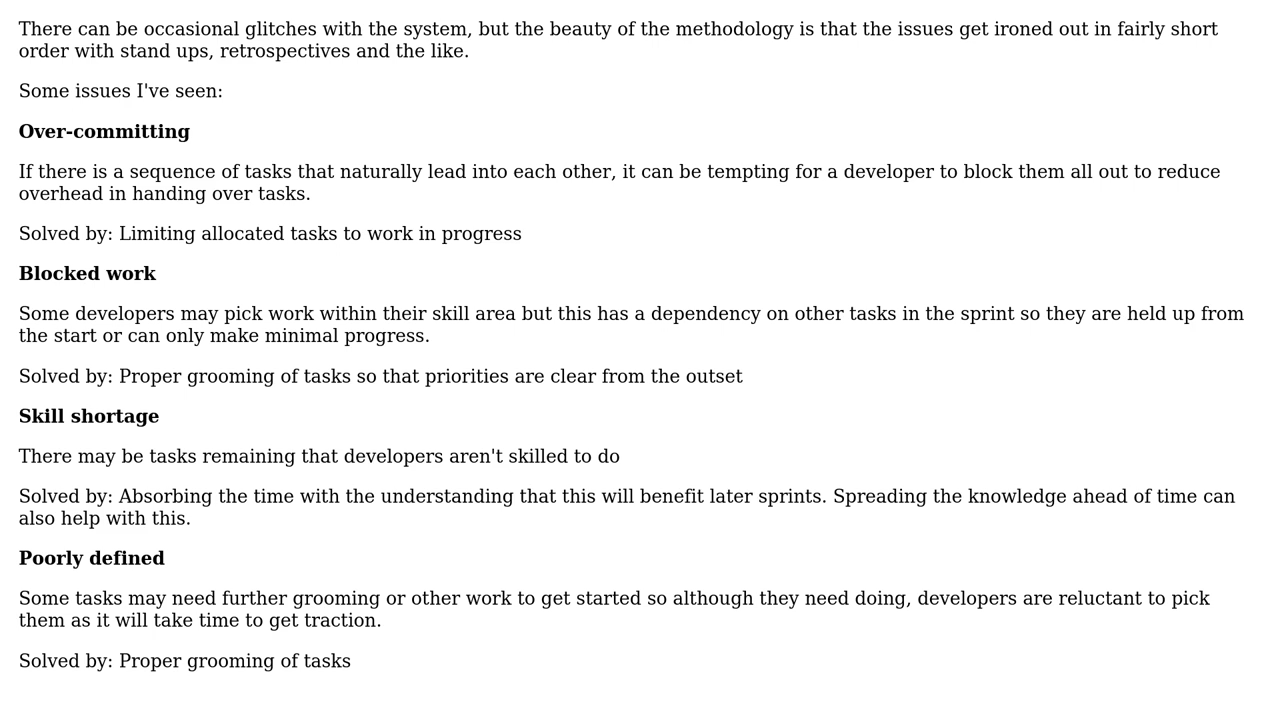 There can be occasional glitches with the system, but the beauty of the methodology is that the issues get ironed out in fairly short
order with stand ups, retrospectives and the like.
Some issues I've seen:
Over-committing
If there is a sequence of tasks that naturally lead into each other, it can be tempting for a developer to block them all out to reduce
overhead in handing over tasks.
Solved by: Limiting allocated tasks to work in progress
Blocked work
Some developers may pick work within their skill area but this has a dependency on other tasks in the sprint so they are held up from
the start or can only make minimal progress.
Solved by: Proper grooming of tasks so that priorities are clear from the outset
Skill shortage
There may be tasks remaining that developers aren't skilled to do
Solved by: Absorbing the time with the understanding that this will benefit later sprints. Spreading the knowledge ahead of time can
also help with this.
Poorly defined
Some tasks may need further grooming or other work to get started so although they need doing, developers are reluctant to pick
them as it will take time to get traction.
Solved by: Proper grooming of tasks